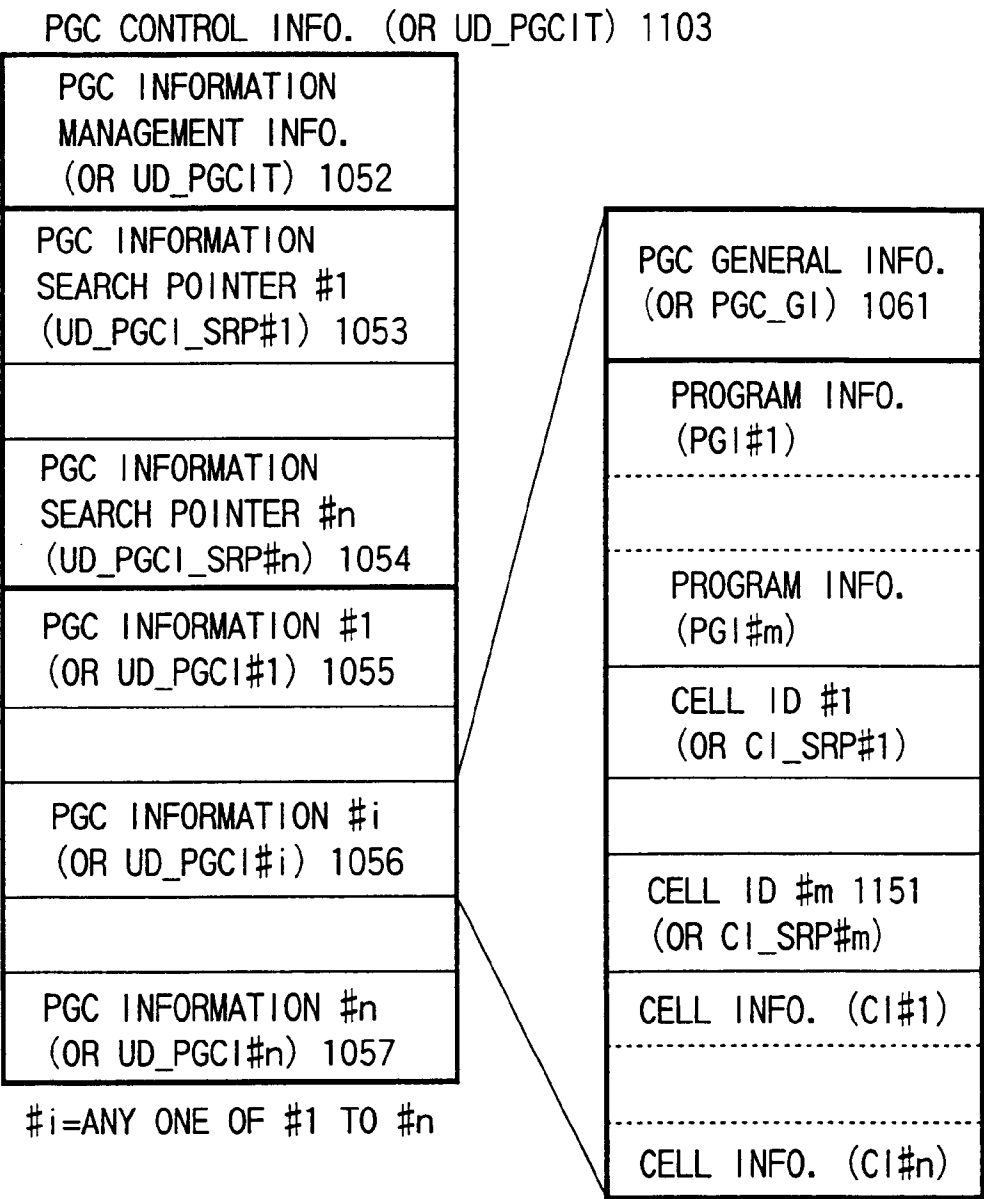 PGC CONTROL INFO. (OR UD_PGCIT) 1103
PGC INFORMATION
MANAGEMENT INFO.
(OR UD_PGCIT) 1052
PGC INFORMATION
SEARCH POINTER #1
(UD_PGCI_SRP#1) 1053
PGC INFORMATION
SEARCH POINTER #n
(UD_PGCI_SRP#n) 1054
PGC INFORMATION #1
(OR UD_PGCI#1) 1055
PGC INFORMATION #i
(OR UD_PGCI#i) 1056
PGC INFORMATION #n
(OR UD_PGCI#n) 1057
#i=ANY ONE OF #1 TO #n
PGC GENERAL INFO.
(OR PGC_GI) 1061
PROGRAM INFO.
(PGI#1)
PROGRAM INFO.
(PGI#m)
CELL ID #1
(OR CI_SRP#1)
CELL ID #m 1151
(OR CI_SRP#m)
CELL INFO. (CI#1)
CELL INFO. (CI#n)